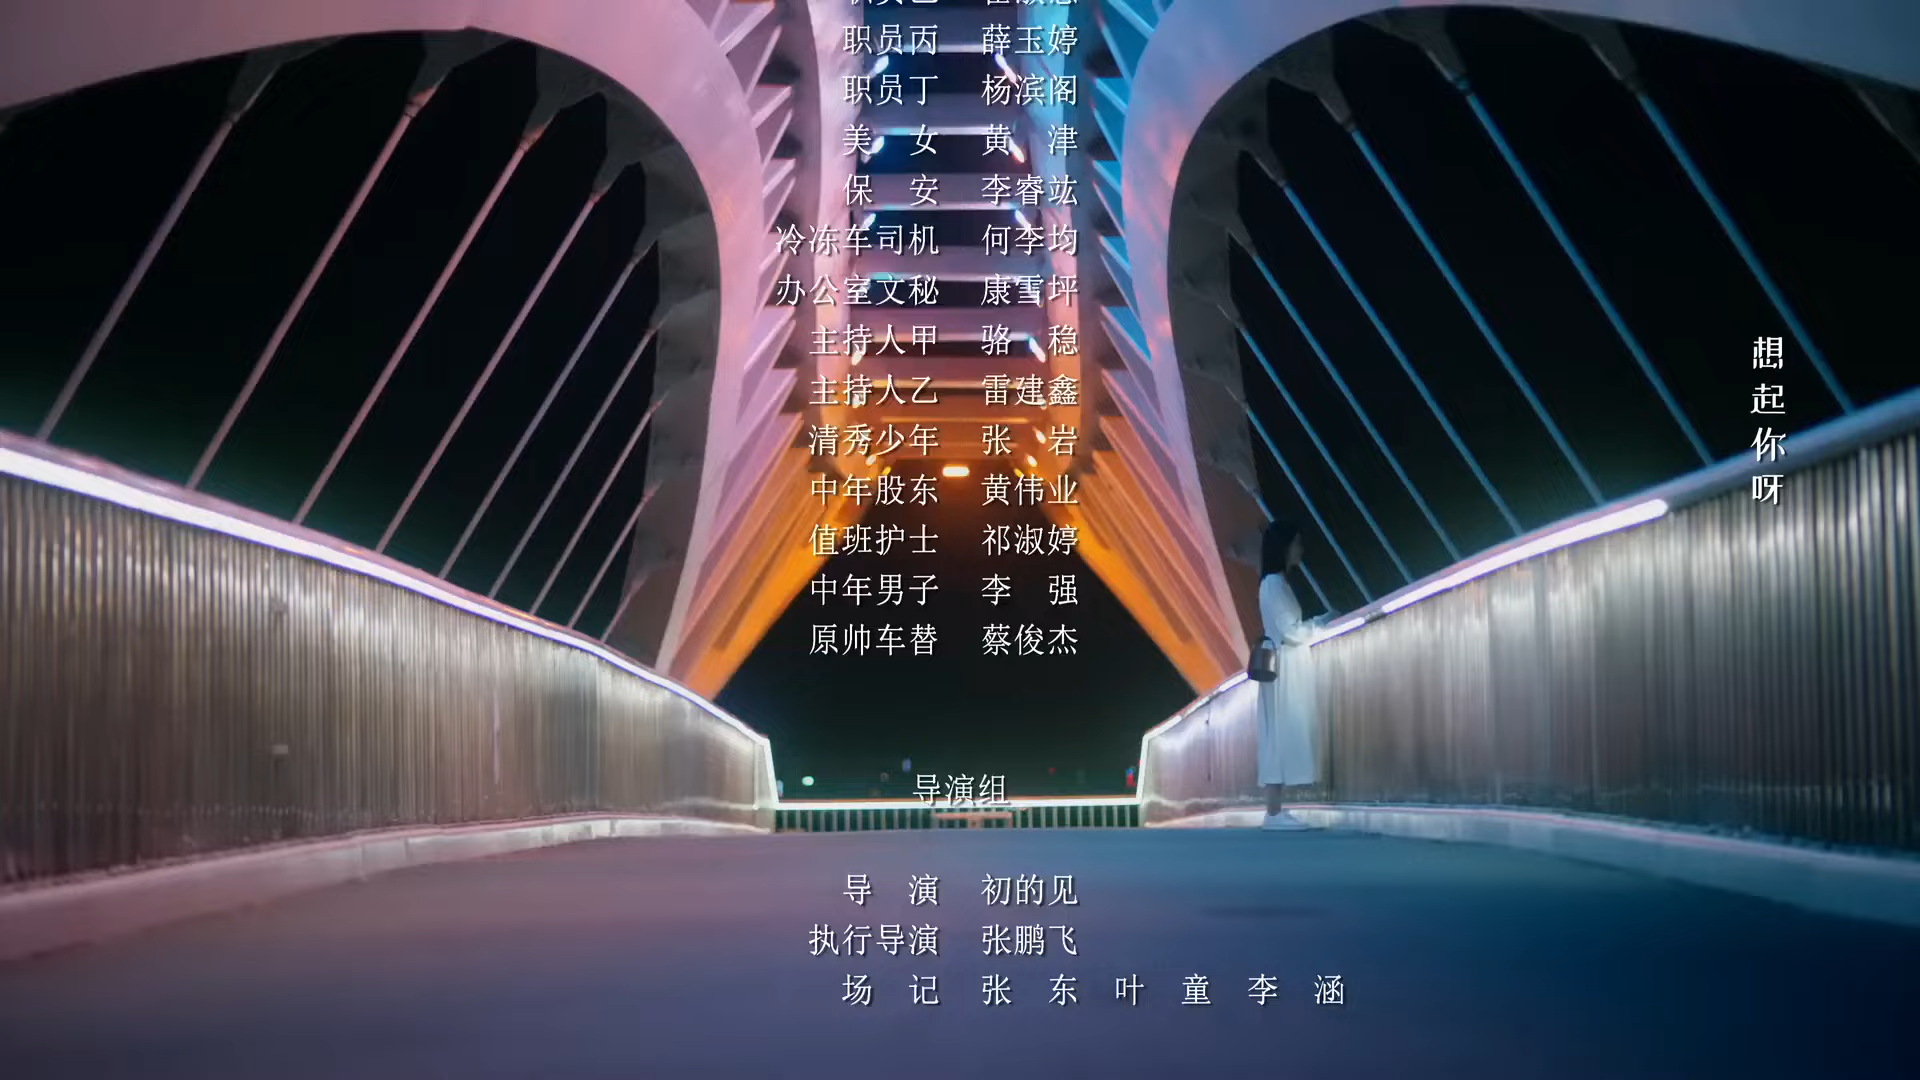 职员丙 薛玉婷
职员丁 杨滨阁
美 女 黄 津
保 安 李睿竑
冷冻车司机 何李均
办公室文秘 康雪坪
主持人甲 骆 稳
主持人乙 雷建鑫
清秀少年 张 岩
中年股东 黄伟业
值班护士 祁淑婷
中年男子 李 强
原帅车替 蔡俊杰
导演组
导 演 初的见
执行导演 张鹏飞
场 记 张 东 叶 童 李 涵
想起你呀